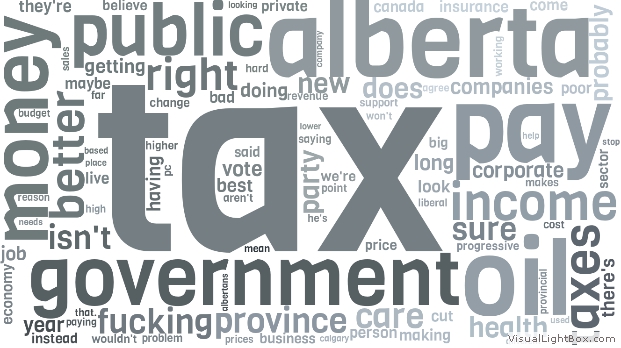 they're
believe
looking
private
canada
insurance
come
public
alberta
money
sales
getting
right
hard
company
new
does
agree
companies
working
poor
probably
maybe
far
change
bad
doing
revenue
support
won't
budget
better
tax
pay
help
stop
based
place
live
having
pc
higher
said
vote
best
aren't
lower
saying
party
we're
point
he's
big
long
look
liberal
corporate
makes
sector
reason
needs
high
income
isn't
mean
price
sure
cost
progressive
job
economy
government
albertans
oil
provincial
axes
there's
year
that.
paying
instead
fucking
province
care
cut
health
used
wouldn't
problem
prices
business
calgary
person
making
VisualLightBox.com